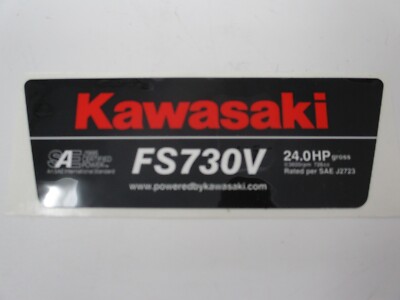 Kawasaki
SAE
FS730V
24.0HP gross
Rated per SAE J2723
www.poweredbykawasaki.com